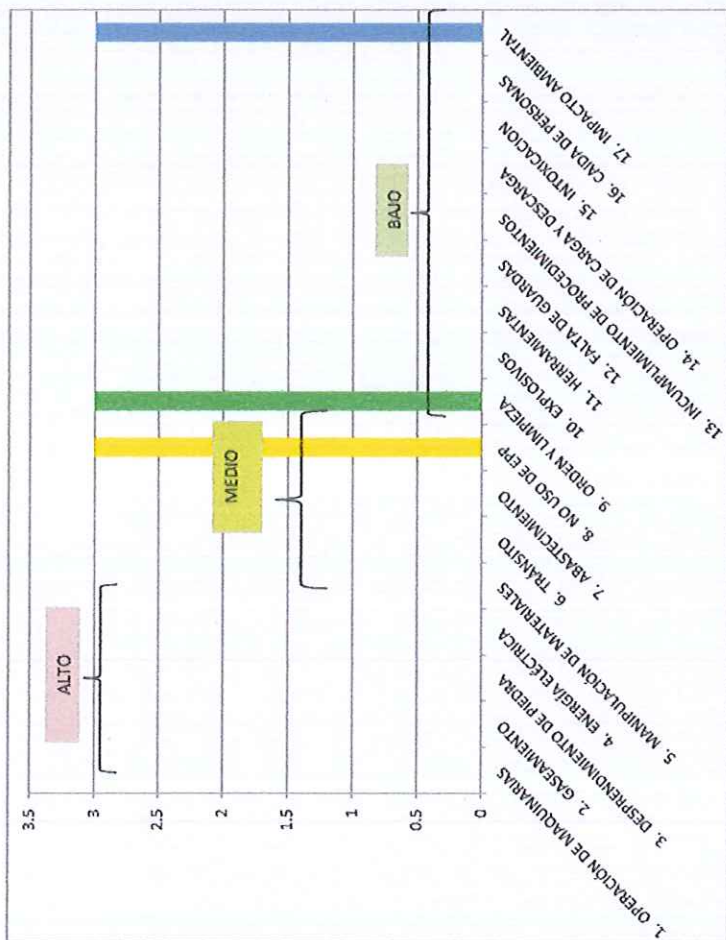 3.5
3
2.5
2
1.5
1
0.5
0
ALTO
MEDIO
BAJO
1. OPERACIÓN DE MAQUINARIAS
2. GASEAMIENTO
3. DESPRENDIMIENTO DE PIEDRA
4. ENERGÍA ELÉCTRICA
5. MANIPULACIÓN DE MATERIALES
6. TRÁNSITO
7. ABASTECIMIENTO
8. NO USO DE EPP
9. ORDEN Y LIMPIEZA
10. EXPLOSIVOS
11. HERRAMIENTAS
12. FALTA DE GUARDAS
13. INCUMPLIMIENTO DE PROCEDIMIENTOS
14. OPERACIÓN DE CARGA Y DESCARGA
15. INTOXICACION
16. CAIDA DE PERSONAS
17. IMPACTO AMBIENTAL